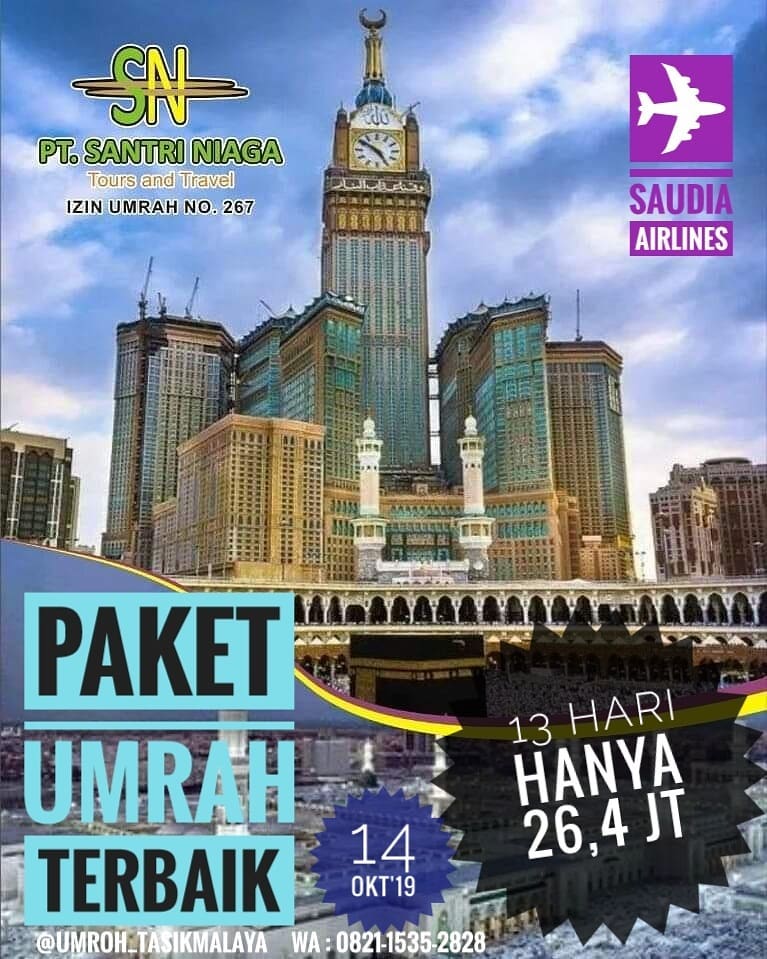 SN
PT. SANTRI NIAGA
Tours and Travel
IZIN UMRAH NO. 267
SAUDIA
AIRLINES
PAKET
UMRAH
TERBAIK
13 HARI
HANYA
26,4 JT
14
OKT'19
@UMROH_TASIKMALAYA WA : 0821-1535-2828